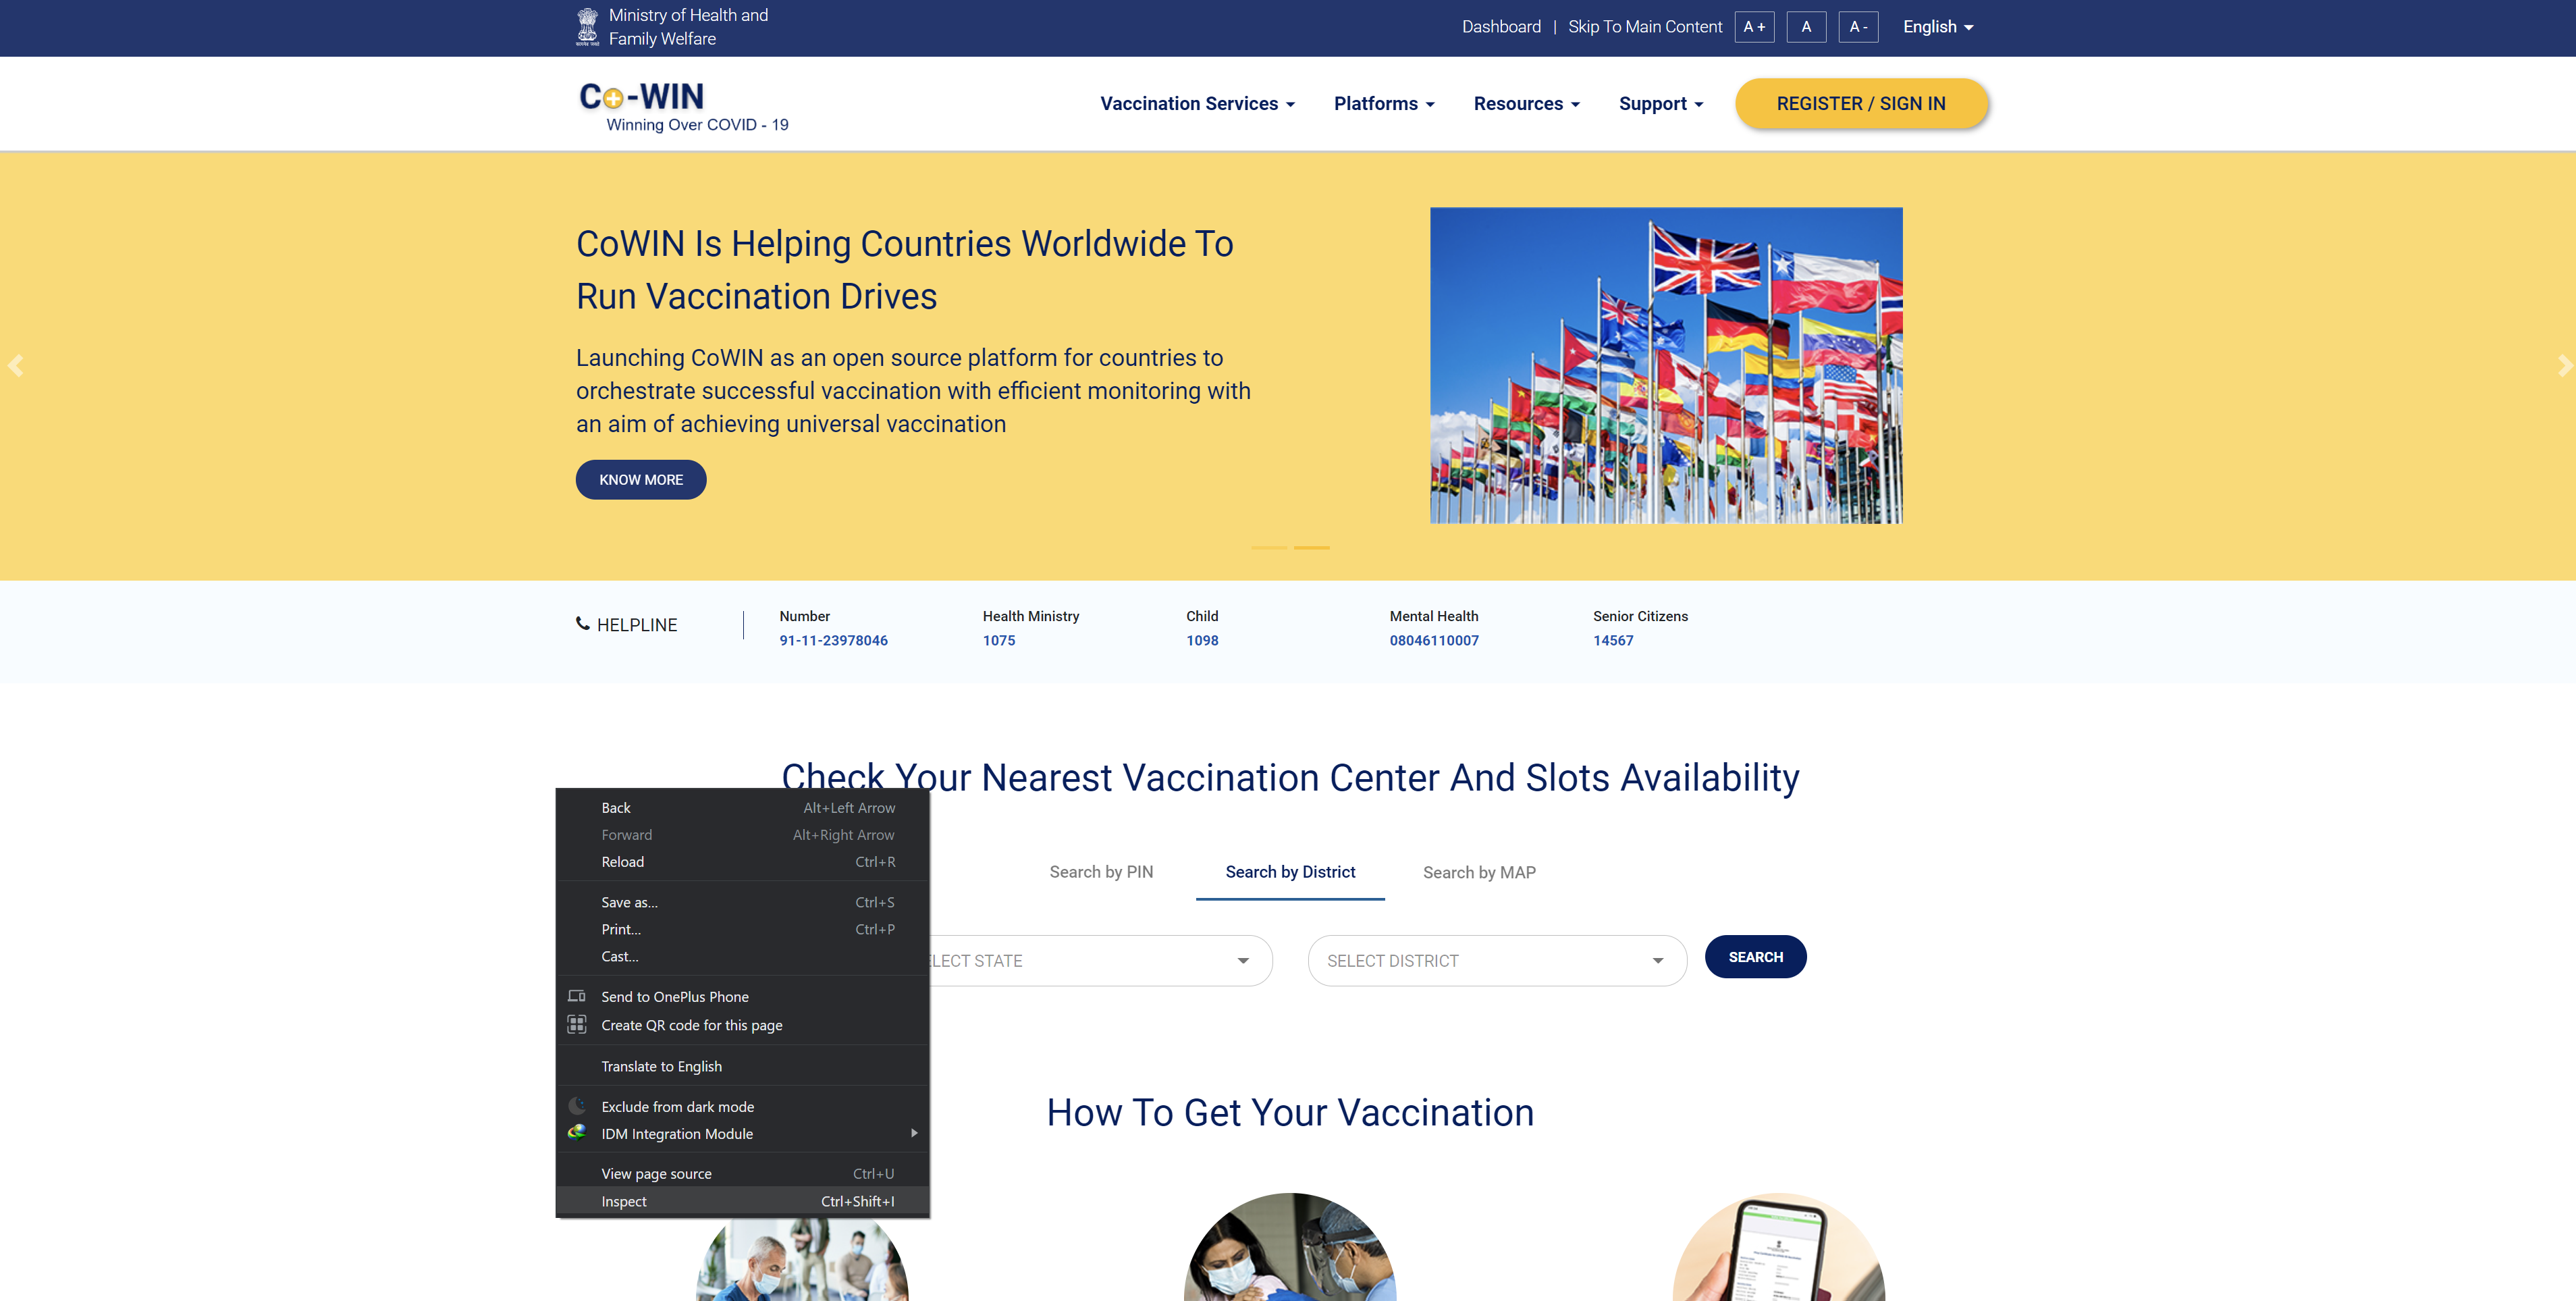 Ministry of Health and
Family Welfare
Dashboard | Skip To Main Content A + A A - English
Co-WIN
Winning Over COVID - 19
Vaccination Services Platforms Resources Support REGISTER / SIGN IN
CoWIN Is Helping Countries Worldwide To
Run Vaccination Drives
Launching CoWIN as an open source platform for countries to
orchestrate successful vaccination with efficient monitoring with
an aim of achieving universal vaccination
KNOW MORE
HELPLINE
Number Health Ministry Child Mental Health Senior Citizens
91-11-23978046 1075 1098 08046110007 14567
Check Your Nearest Vaccination Center And Slots Availability
Search by PIN Search by District Search by MAP
LECT STATE SELECT DISTRICT SEARCH
Back Alt+Left Arrow
Forward Alt+Right Arrow
Reload Ctrl+R
Save as... Ctrl+S
Print... Ctrl+P
Cast...
Send to OnePlus Phone
Create QR code for this page
Translate to English
Exclude from dark mode
IDM Integration Module
View page source Ctrl+U
Inspect Ctrl+Shift+I
How To Get Your Vaccination